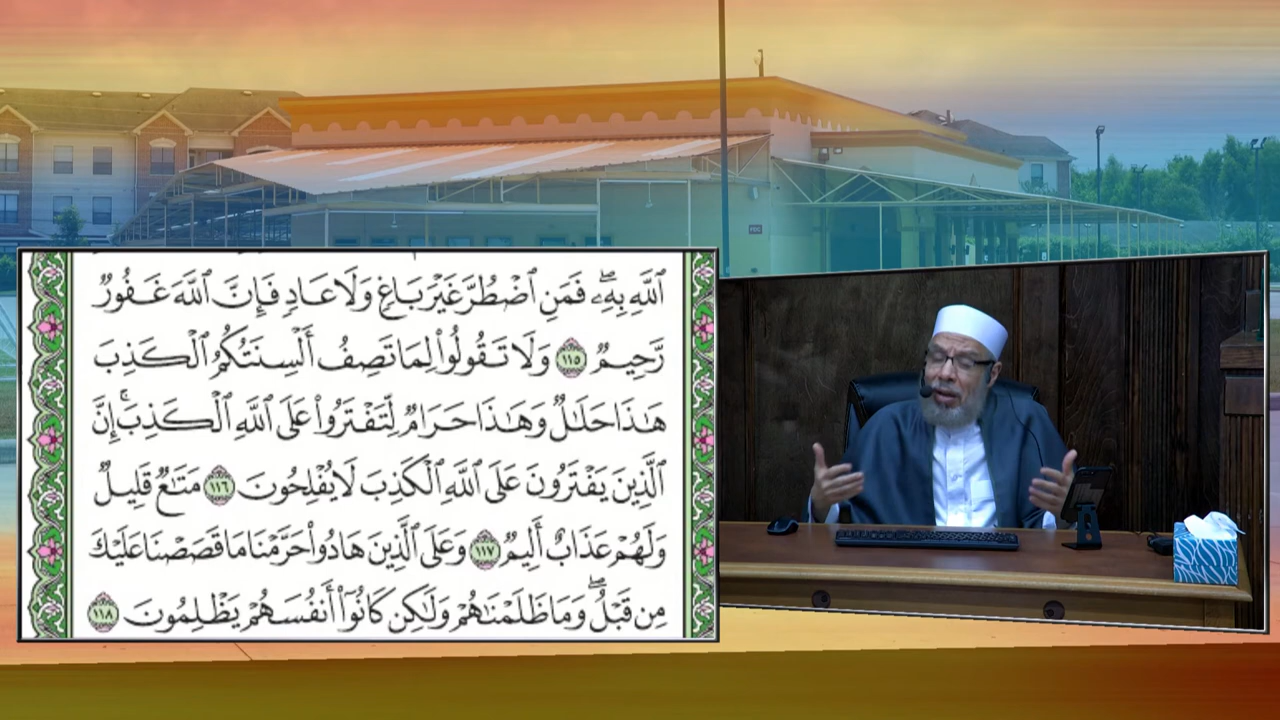 ٱللَّهِ بِهِۦۖ فَمَنِ ٱضْطُرَّ غَيْرَ بَاغٍ وَلَا عَادٍ فَإِنَّ ٱللَّهَ غَفُورٌ
رَّحِيمٌ ١١٥ وَلَا تَقُولُوا۟ لِمَا تَصِفُ أَلْسِنَتُكُمُ ٱلْكَذِبَ
هَٰذَا حَلَٰلٌ وَهَٰذَا حَرَامٌ لِّتَفْتَرُوا۟ عَلَى ٱللَّهِ ٱلْكَذِبَۚ إِنَّ
ٱلَّذِينَ يَفْتَرُونَ عَلَى ٱللَّهِ ٱلْكَذِبَ لَا يُفْلِحُونَ ١١٦ مَتَٰعٌ قَلِيلٌ
وَلَهُمْ عَذَابٌ أَلِيمٌ ١١٧ وَعَلَى ٱلَّذِينَ هَادُوا۟ حَرَّمْنَا مَا قَصَصْنَا عَلَيْكَ
مِن قَبْلُۖ وَمَا ظَلَمْنَٰهُمْ وَلَٰكِن كَانُوٓا۟ أَنفُسَهُمْ يَظْلِمُونَ ١١٨